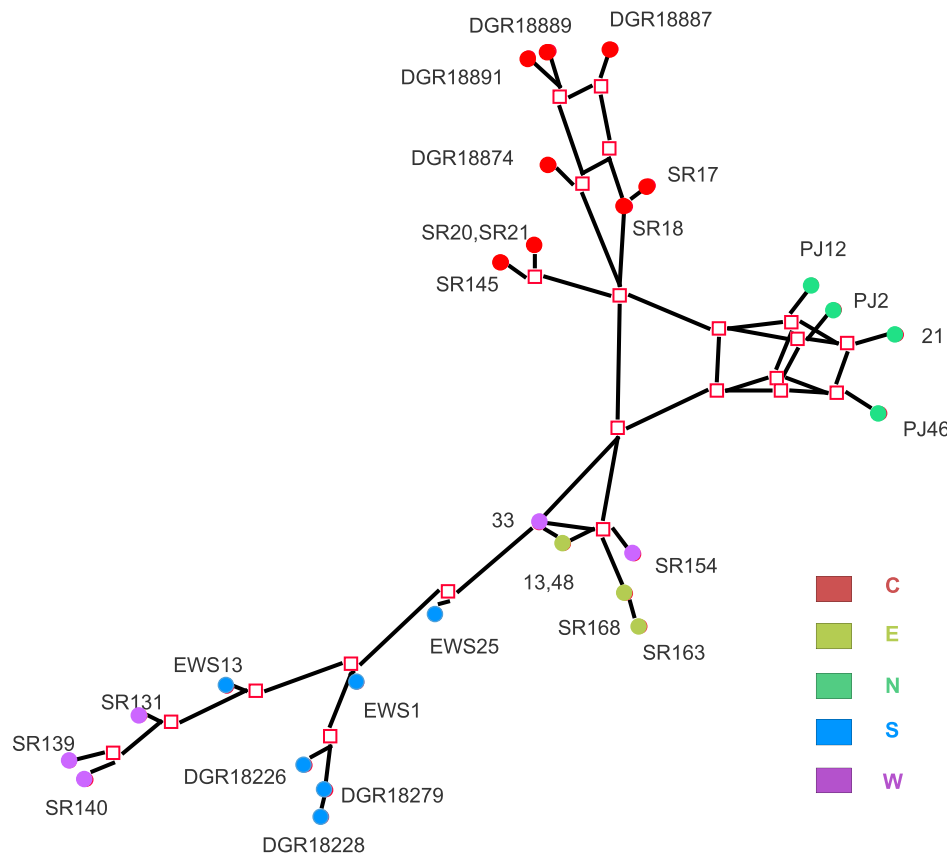 DGR18887
DGR18889
DGR18891
DGR18874
SR17
SR18
SR20,SR21
SR145
PJ12
PJ2
21
PJ46
33
13,48
SR154
SR168
SR163
EWS25
EWS13
EWS1
SR131
SR139
SR140
DGR18226
DGR18279
DGR18228
C
E
N
S
W